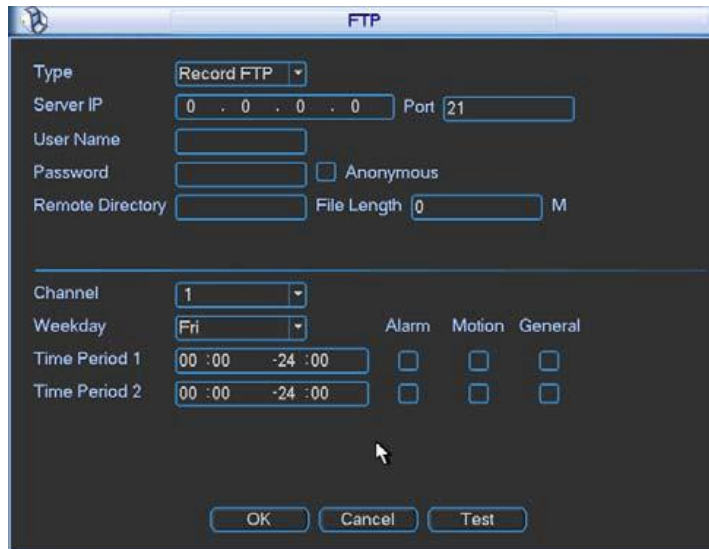 FTP
Type Record FTP
Server IP 0 . 0 . 0 . 0 Port 21
User Name
Password Anonymous
Remote Directory File Length 0 M
Channel 1
Weekday Fri Alarm Motion General
Time Period 1 00 :00 -24 :00
Time Period 2 00 :00 -24 :00
OK Cancel Test